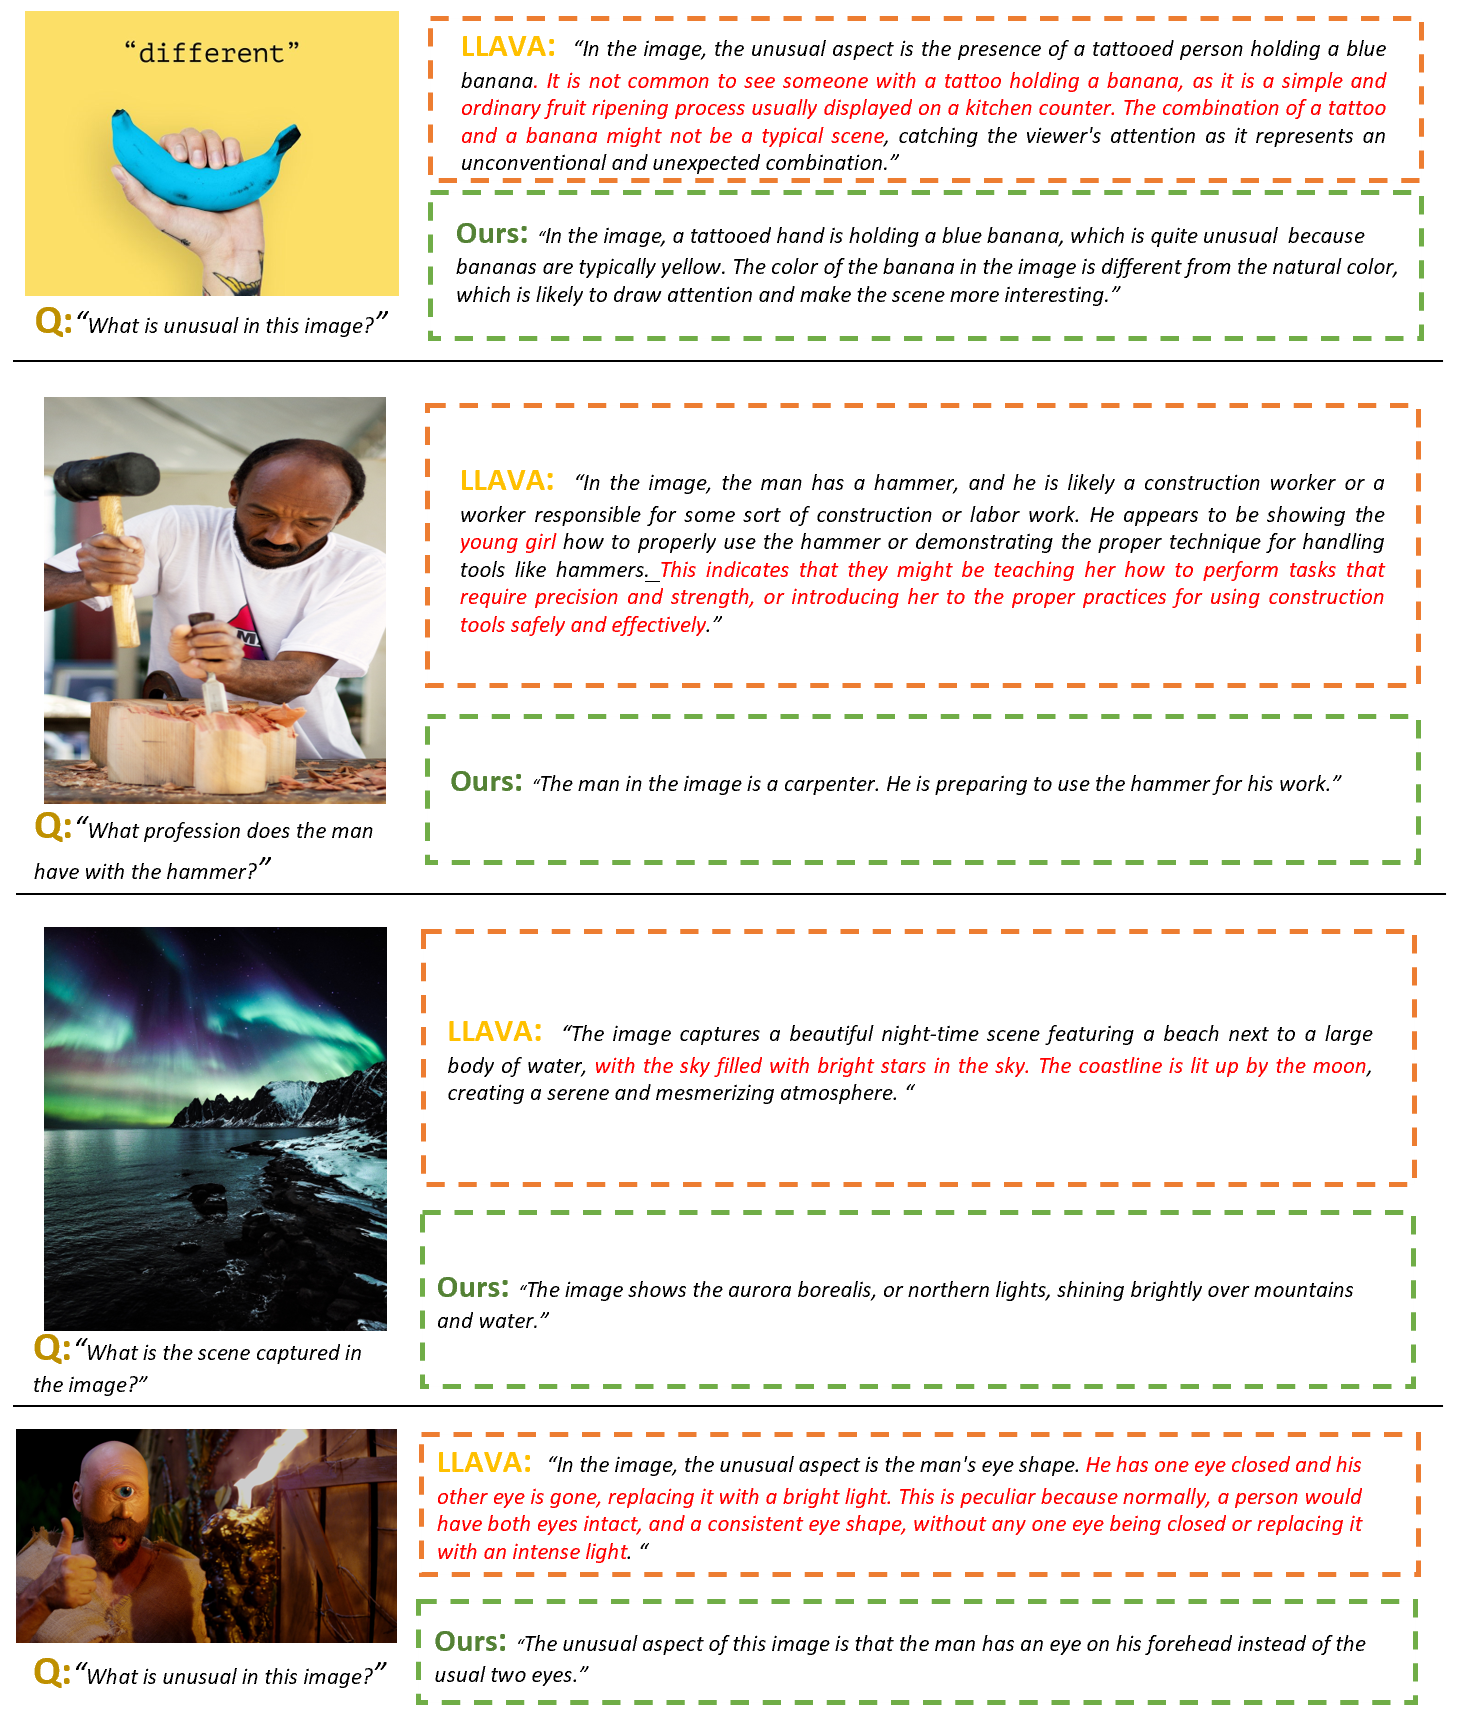 “different”
Q:“What is unusual in this image?”
LLAVA: “In the image, the unusual aspect is the presence of a tattooed person holding a blue
banana. It is not common to see someone with a tattoo holding a banana, as it is a simple and
ordinary fruit ripening process usually displayed on a kitchen counter. The combination of a tattoo
and a banana might not be a typical scene, catching the viewer's attention as it represents an
unconventional and unexpected combination.”
Ours: “In the image, a tattooed hand is holding a blue banana, which is quite unusual because
bananas are typically yellow. The color of the banana in the image is different from the natural color,
which is likely to draw attention and make the scene more interesting.”
Q:“What profession does the man
have with the hammer?”
LLAVA: “In the image, the man has a hammer, and he is likely a construction worker or a
worker responsible for some sort of construction or labor work. He appears to be showing the
young girl how to properly use the hammer or demonstrating the proper technique for handling
tools like hammers. This indicates that they might be teaching her how to perform tasks that
require precision and strength, or introducing her to the proper practices for using construction
tools safely and effectively.”
Ours: “The man in the image is a carpenter. He is preparing to use the hammer for his work.”
Q:“What is the scene captured in
the image?”
LLAVA: “The image captures a beautiful night-time scene featuring a beach next to a large
body of water, with the sky filled with bright stars in the sky. The coastline is lit up by the moon,
creating a serene and mesmerizing atmosphere. “
Ours: “The image shows the aurora borealis, or northern lights, shining brightly over mountains
and water.”
Q:“What is unusual in this image?”
LLAVA: “In the image, the unusual aspect is the man's eye shape. He has one eye closed and his
other eye is gone, replacing it with a bright light. This is peculiar because normally, a person would
have both eyes intact, and a consistent eye shape, without any one eye being closed or replacing it
with an intense light. “
Ours: “The unusual aspect of this image is that the man has an eye on his forehead instead of the
usual two eyes.”